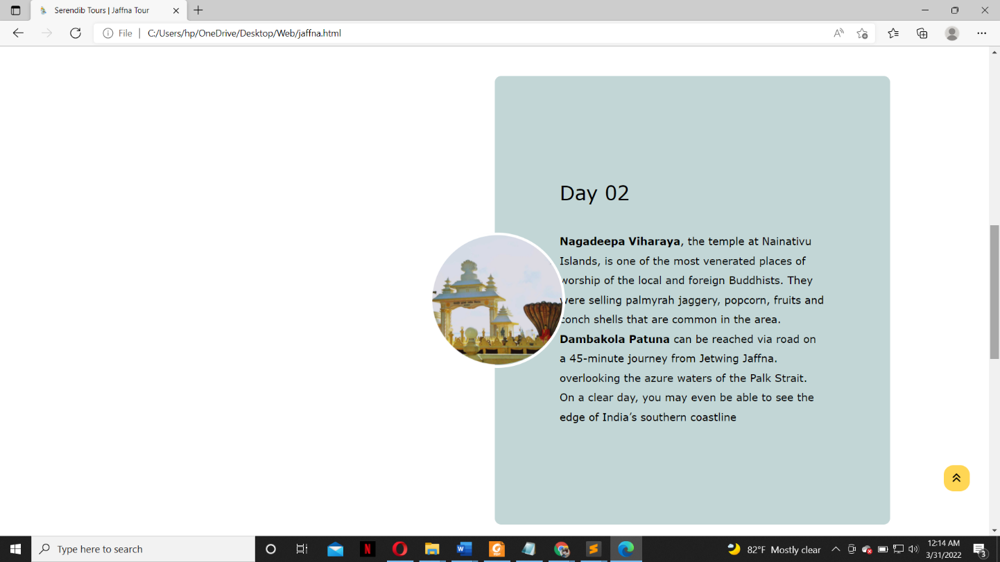 Serendib Tours | Jaffna Tour
File
C:/Users/hp/OneDrive/Desktop/Web/jaffna.html
Day 02
Nagadeepa Viharaya, the temple at Nainativu
Islands, is one of the most venerated places of
worship of the local and foreign Buddhists. They
were selling palmyrah jaggery, popcorn, fruits and
conch shells that are common in the area.
Dambakola Patuna can be reached via road on
a 45-minute journey from Jetwing Jaffna.
overlooking the azure waters of the Palk Strait.
On a clear day, you may even be able to see the
edge of India’s southern coastline
Type here to search
82°F Mostly clear
12:14 AM
3/31/2022
3